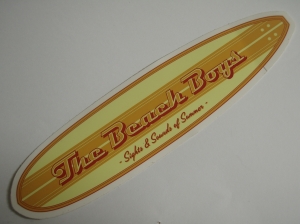 The Beach Boys
- Sights & Sounds of Summer -